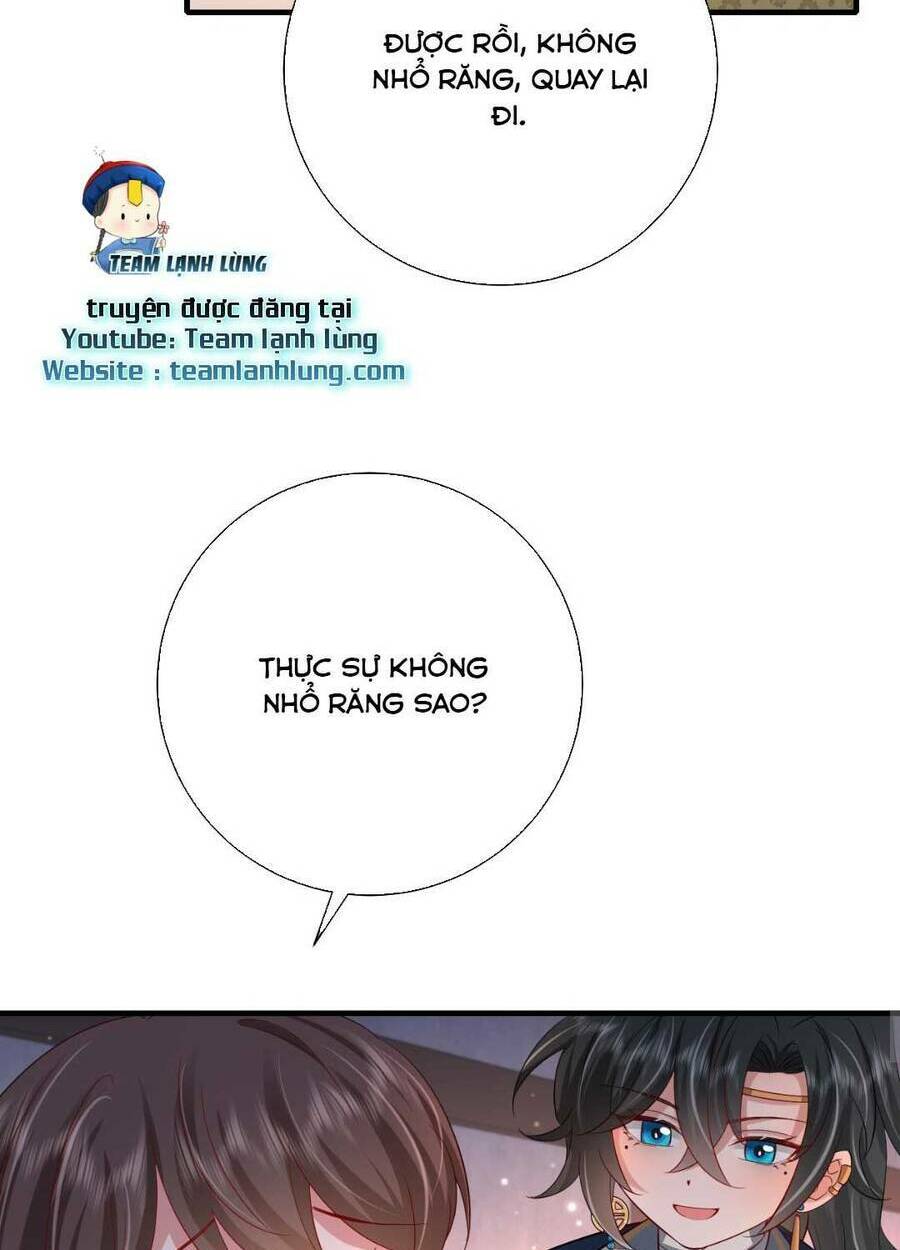 ĐƯỢC RỒI, KHÔNG
NHỔ RĂNG, QUAY LẠI
ĐI.
TEAM LẠNH LÙNG
truyện được đăng tại
Youtube: Team lạnh lùng
Website : teamlanhlung.com
THỰC SỰ KHÔNG
NHỔ RĂNG SAO?